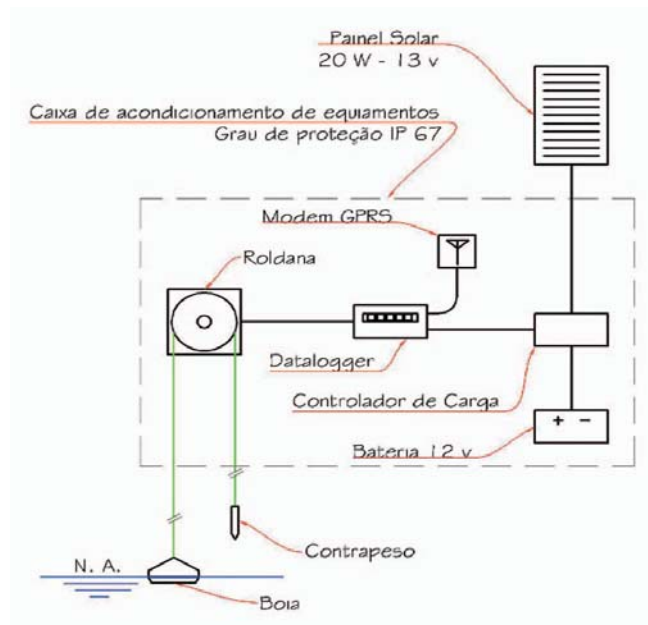 Painel Solar
20 W - 13 v
Caixa de acondicionamento de equiamentos
Grau de proteção IP 67
Modem GPRS
Roldana
Datalogger
Controlador de Carga
+ -
Bateria 12 v
Contrapeso
N. A.
Boia